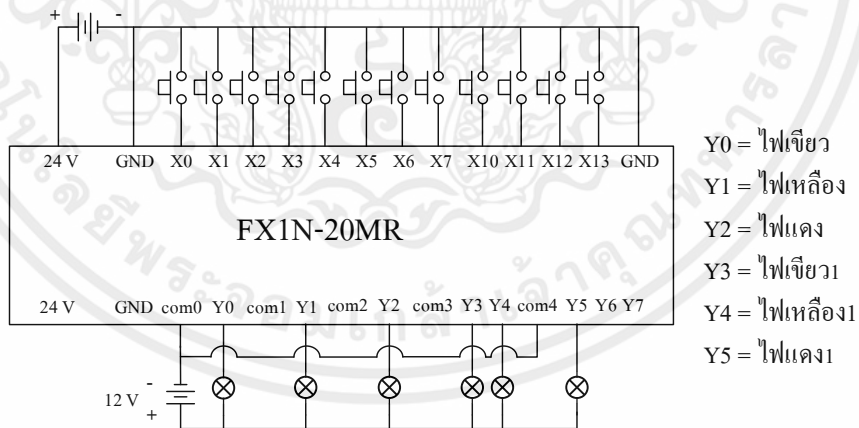 + -
24 V GND X0 X1 X2 X3 X4 X5 X6 X7 X10 X11 X12 X13 GND
FX1N-20MR
24 V GND com0 Y0 com1 Y1 com2 Y2 com3 Y3 Y4 com4 Y5 Y6 Y7
-
12 V
+
Y0 = ไฟเขียว
Y1 = ไฟเหลือง
Y2 = ไฟแดง
Y3 = ไฟเขียว1
Y4 = ไฟเหลือง1
Y5 = ไฟแดง1